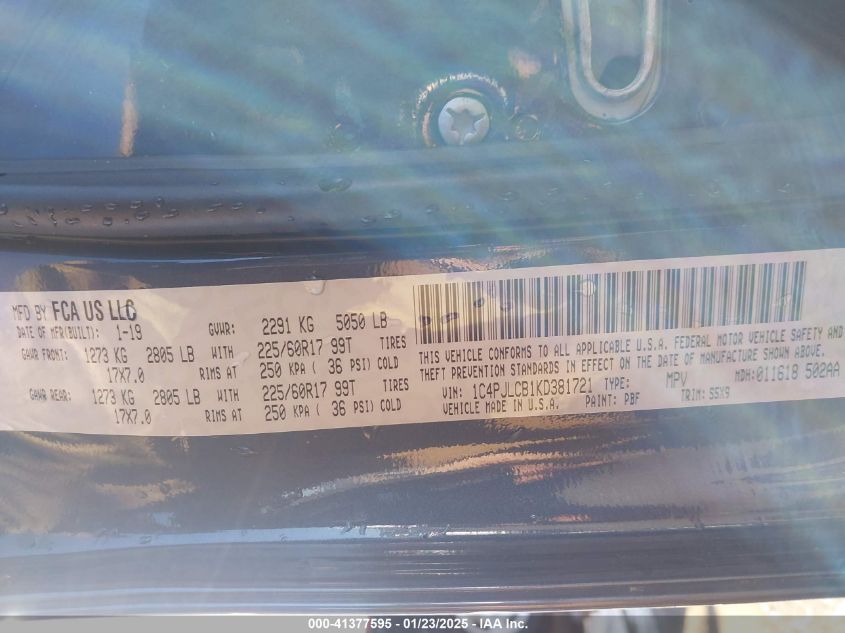 MFD BY FCA US LLC
DATE OF MFR(BUILT): 1-19 GVWR: 2291 KG 5050 LB
GAWR FRONT: 1273 KG 2805 LB WITH 225/60R17 99T TIRES
17X7.0 RIMS AT 250 KPA ( 36 PSI) COLD
GAWR REAR: 1273 KG 2805 LB WITH 225/60R17 99T TIRES
17X7.0 RIMS AT 250 KPA ( 36 PSI) COLD
THIS VEHICLE CONFORMS TO ALL APPLICABLE U.S.A. FEDERAL MOTOR VEHICLE SAFETY AND
THEFT PREVENTION STANDARDS IN EFFECT ON THE DATE OF MANUFACTURE SHOWN ABOVE.
VIN: 1C4PJLCB1KD381721 TYPE: MPV MDH:011618 502AA
VEHICLE MADE IN U.S.A. PAINT: PBF TRIM: S5X9
000-41377595 - 01/23/2025 - IAA Inc.